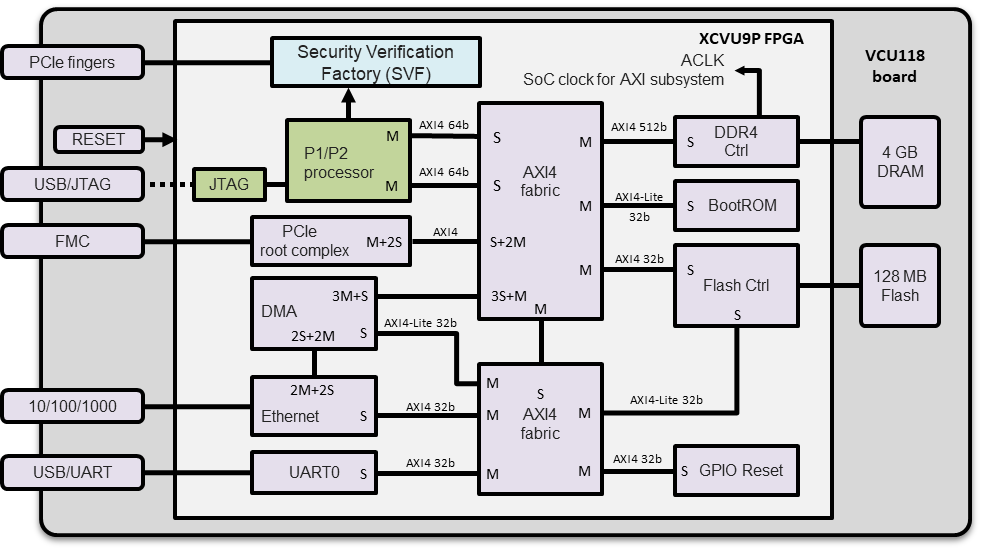 XCVU9P FPGA
VCU118
board
PCIe fingers
Security Verification
Factory (SVF)
ACLK
SoC clock for AXI subsystem
RESET
P1/P2
processor
M
M
AXI4 64b
AXI4 64b
USB/JTAG
JTAG
FMC
PCIe
root complex
M+2S
AXI4
S
S
AXI4
fabric
S+2M
3S+M
M
M
M
M
AXI4 512b
S
DDR4
Ctrl
4 GB
DRAM
AXI4-Lite
32b
S
BootROM
AXI4 32b
S
Flash Ctrl
S
128 MB
Flash
DMA
3M+S
2S+2M
S
AXI4-Lite 32b
10/100/1000
2M+2S
Ethernet
S
AXI4 32b
USB/UART
UART0
S
AXI4 32b
M
M
M
S
AXI4
fabric
M
M
AXI4-Lite 32b
AXI4 32b
S
GPIO Reset